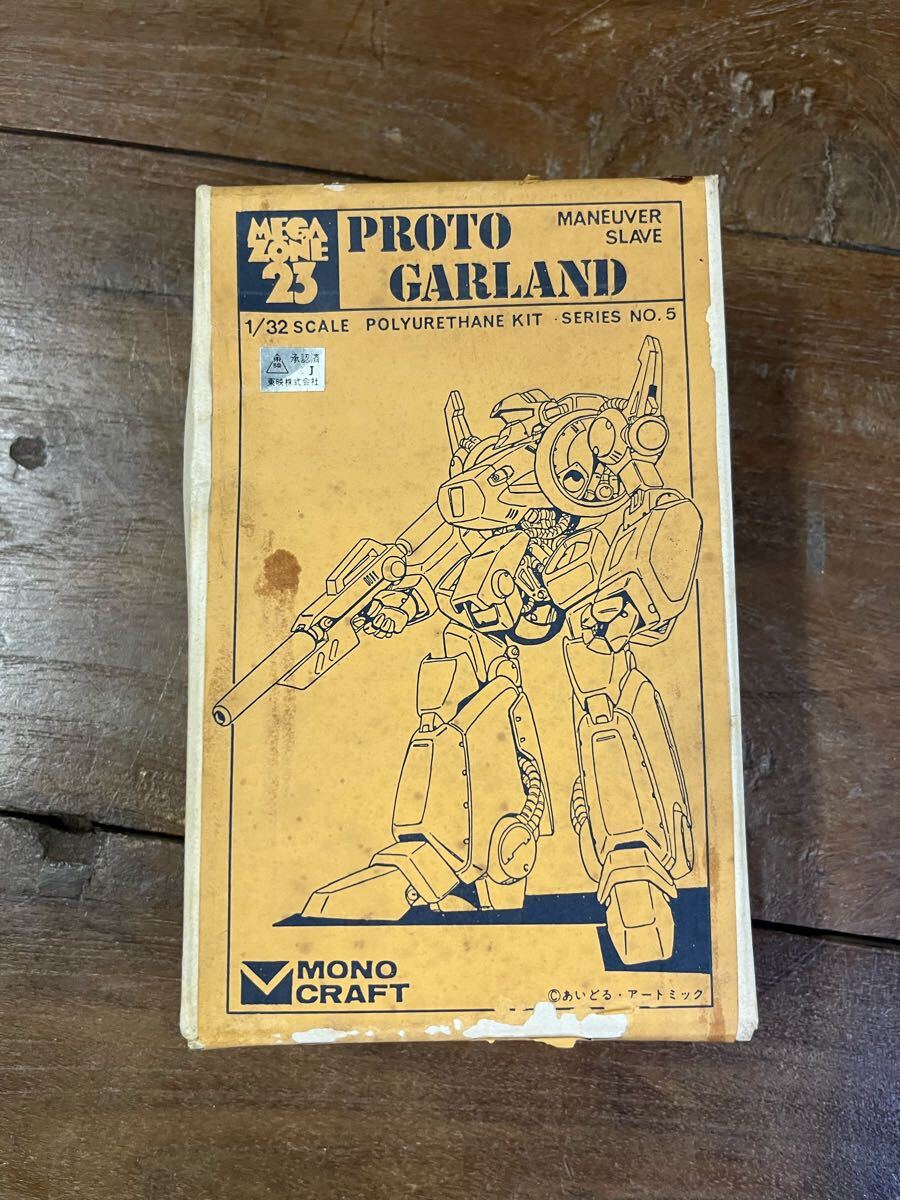 MEGA
ZONE
23
PROTO
GARLAND
MANEUVER
SLAVE
1/32 SCALE POLYURETHANE KIT · SERIES NO. 5
承認済
J
東映株式会社
MONO
CRAFT
©あいどる・アートミック